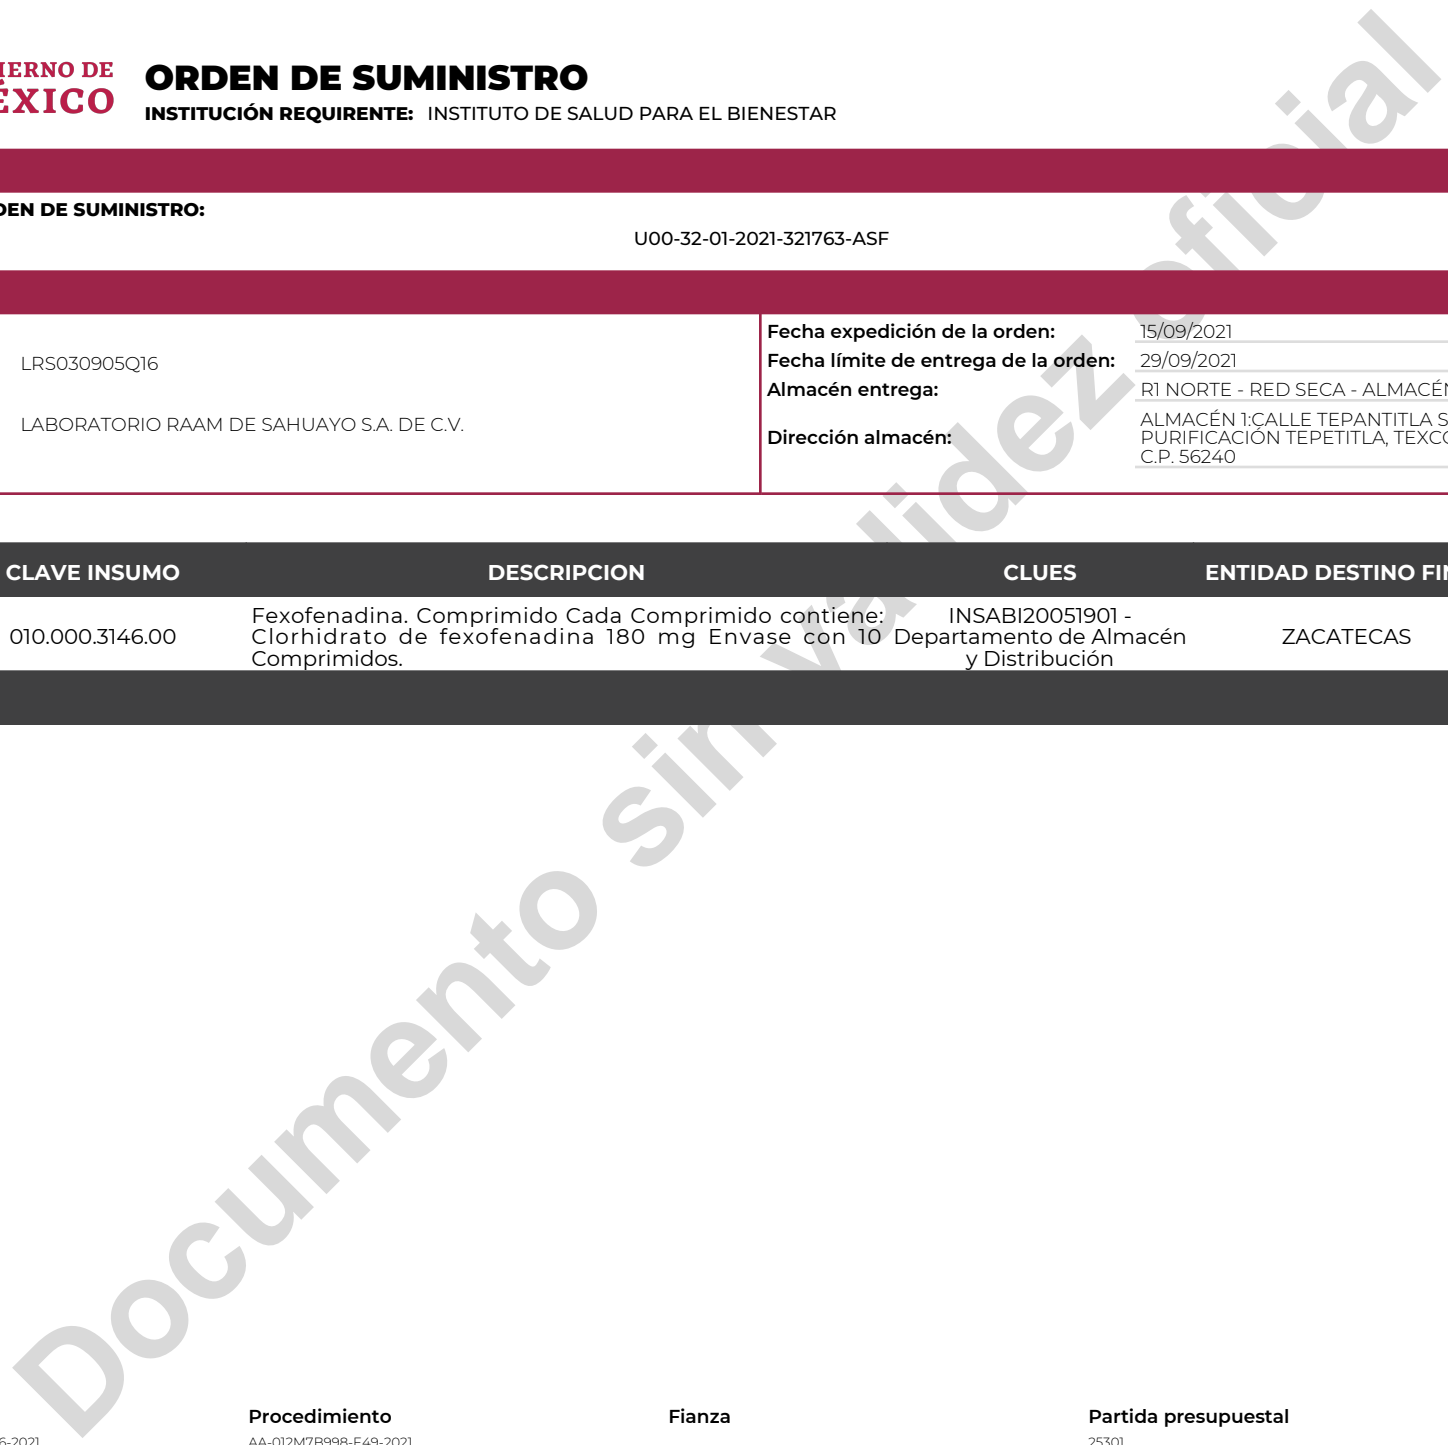 ORDEN DE SUMINISTRO
INSTITUCIÓN REQUIRENTE: INSTITUTO DE SALUD PARA EL BIENESTAR
IERNO DE
ÉXICO
DEN DE SUMINISTRO:
U00-32-01-2021-321763-ASF
LRS030905Q16
LABORATORIO RAAM DE SAHUAYO S.A. DE C.V.
Fecha expedición de la orden: 15/09/2021
Fecha límite de entrega de la orden: 29/09/2021
Almacén entrega: R1 NORTE - RED SECA - ALMACÉN
Dirección almacén: ALMACÉN 1:CALLE TEPANTITLA S
PURIFICACIÓN TEPETITLA, TEXCO
C.P. 56240
CLAVE INSUMO DESCRIPCION CLUES ENTIDAD DESTINO FIN
010.000.3146.00
Fexofenadina. Comprimido Cada Comprimido contiene:
Clorhidrato de fexofenadina 180 mg Envase con 10
Comprimidos.
INSABI20051901 -
Departamento de Almacén
y Distribución
ZACATECAS
Documento sin validez oficial
Procedimiento Fianza Partida presupuestal
6-2021 AA-012M7B998-E49-2021 25301